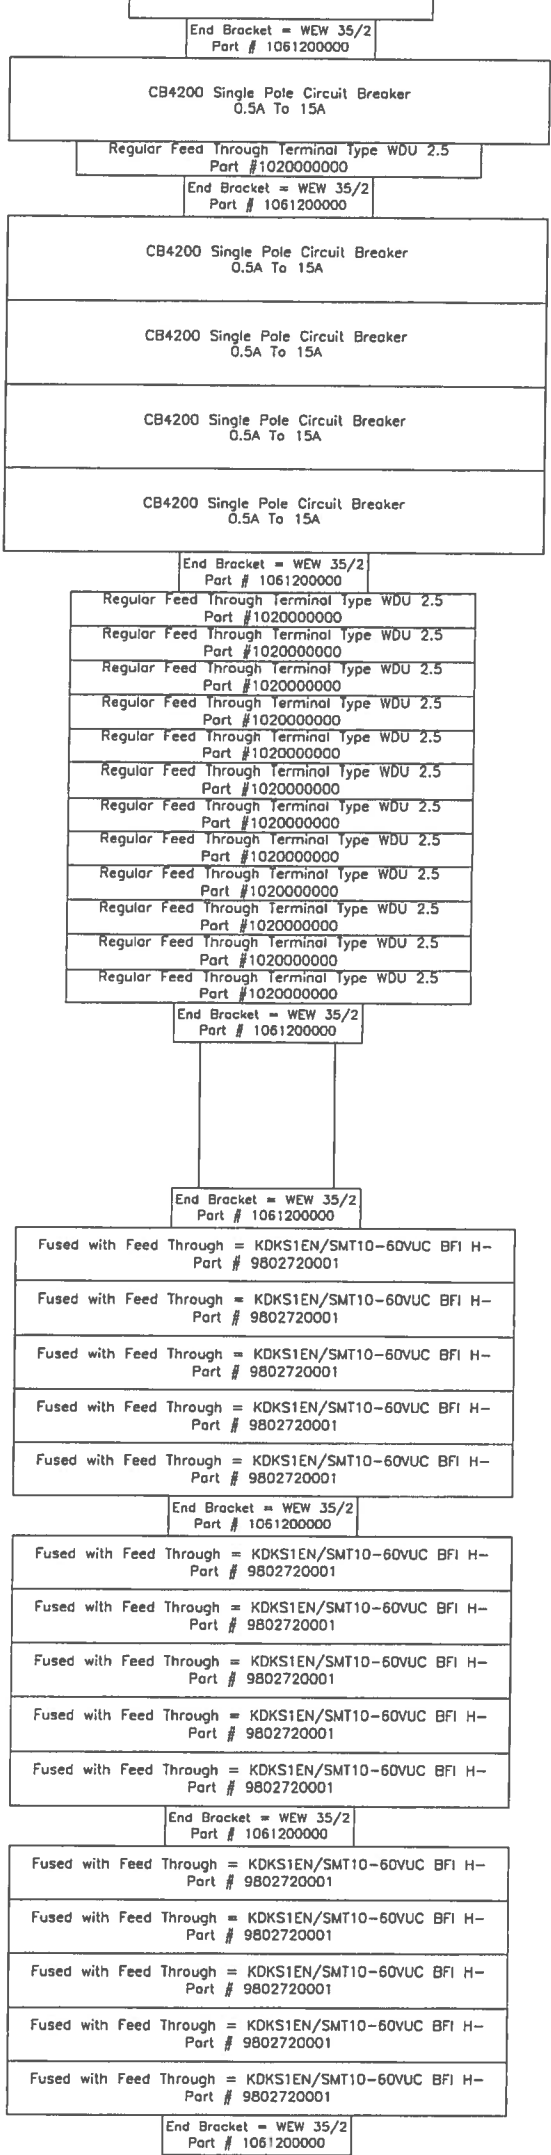 End Bracket = WEW 35/2
Part # 1061200000
CB4200 Single Pole Circuit Breaker
0.5A To 15A
Regular Feed Through Terminal Type WDU 2.5
Part #1020000000
End Bracket = WEW 35/2
Part # 1061200000
CB4200 Single Pole Circuit Breaker
0.5A To 15A
CB4200 Single Pole Circuit Breaker
0.5A To 15A
CB4200 Single Pole Circuit Breaker
0.5A To 15A
CB4200 Single Pole Circuit Breaker
0.5A To 15A
End Bracket = WEW 35/2
Part # 1061200000
Regular Feed Through Terminal Type WDU 2.5
Part #1020000000
Regular Feed Through Terminal Type WDU 2.5
Part #1020000000
Regular Feed Through Terminal Type WDU 2.5
Part #1020000000
Regular Feed Through Terminal Type WDU 2.5
Part #1020000000
Regular Feed Through Terminal Type WDU 2.5
Part #1020000000
Regular Feed Through Terminal Type WDU 2.5
Part #1020000000
Regular Feed Through Terminal Type WDU 2.5
Part #1020000000
Regular Feed Through Terminal Type WDU 2.5
Part #1020000000
Regular Feed Through Terminal Type WDU 2.5
Part #1020000000
Regular Feed Through Terminal Type WDU 2.5
Part #1020000000
Regular Feed Through Terminal Type WDU 2.5
Part #1020000000
Regular Feed Through Terminal Type WDU 2.5
Part #1020000000
End Bracket = WEW 35/2
Part # 1061200000
End Bracket = WEW 35/2
Part # 1061200000
Fused with Feed Through = KDKS1EN/SMT10-60VUC BFI H-
Part # 9802720001
Fused with Feed Through = KDKS1EN/SMT10-60VUC BFI H-
Part # 9802720001
Fused with Feed Through = KDKS1EN/SMT10-60VUC BFI H-
Part # 9802720001
Fused with Feed Through = KDKS1EN/SMT10-60VUC BFI H-
Part # 9802720001
Fused with Feed Through = KDKS1EN/SMT10-60VUC BFI H-
Part # 9802720001
End Bracket = WEW 35/2
Part # 1061200000
Fused with Feed Through = KDKS1EN/SMT10-60VUC BFI H-
Part # 9802720001
Fused with Feed Through = KDKS1EN/SMT10-60VUC BFI H-
Part # 9802720001
Fused with Feed Through = KDKS1EN/SMT10-60VUC BFI H-
Part # 9802720001
Fused with Feed Through = KDKS1EN/SMT10-60VUC BFI H-
Part # 9802720001
Fused with Feed Through = KDKS1EN/SMT10-60VUC BFI H-
Part # 9802720001
End Bracket = WEW 35/2
Part # 1061200000
Fused with Feed Through = KDKS1EN/SMT10-60VUC BFI H-
Part # 9802720001
Fused with Feed Through = KDKS1EN/SMT10-60VUC BFI H-
Part # 9802720001
Fused with Feed Through = KDKS1EN/SMT10-60VUC BFI H-
Part # 9802720001
Fused with Feed Through = KDKS1EN/SMT10-60VUC BFI H-
Part # 9802720001
Fused with Feed Through = KDKS1EN/SMT10-60VUC BFI H-
Part # 9802720001
End Bracket = WEW 35/2
Part # 1061200000